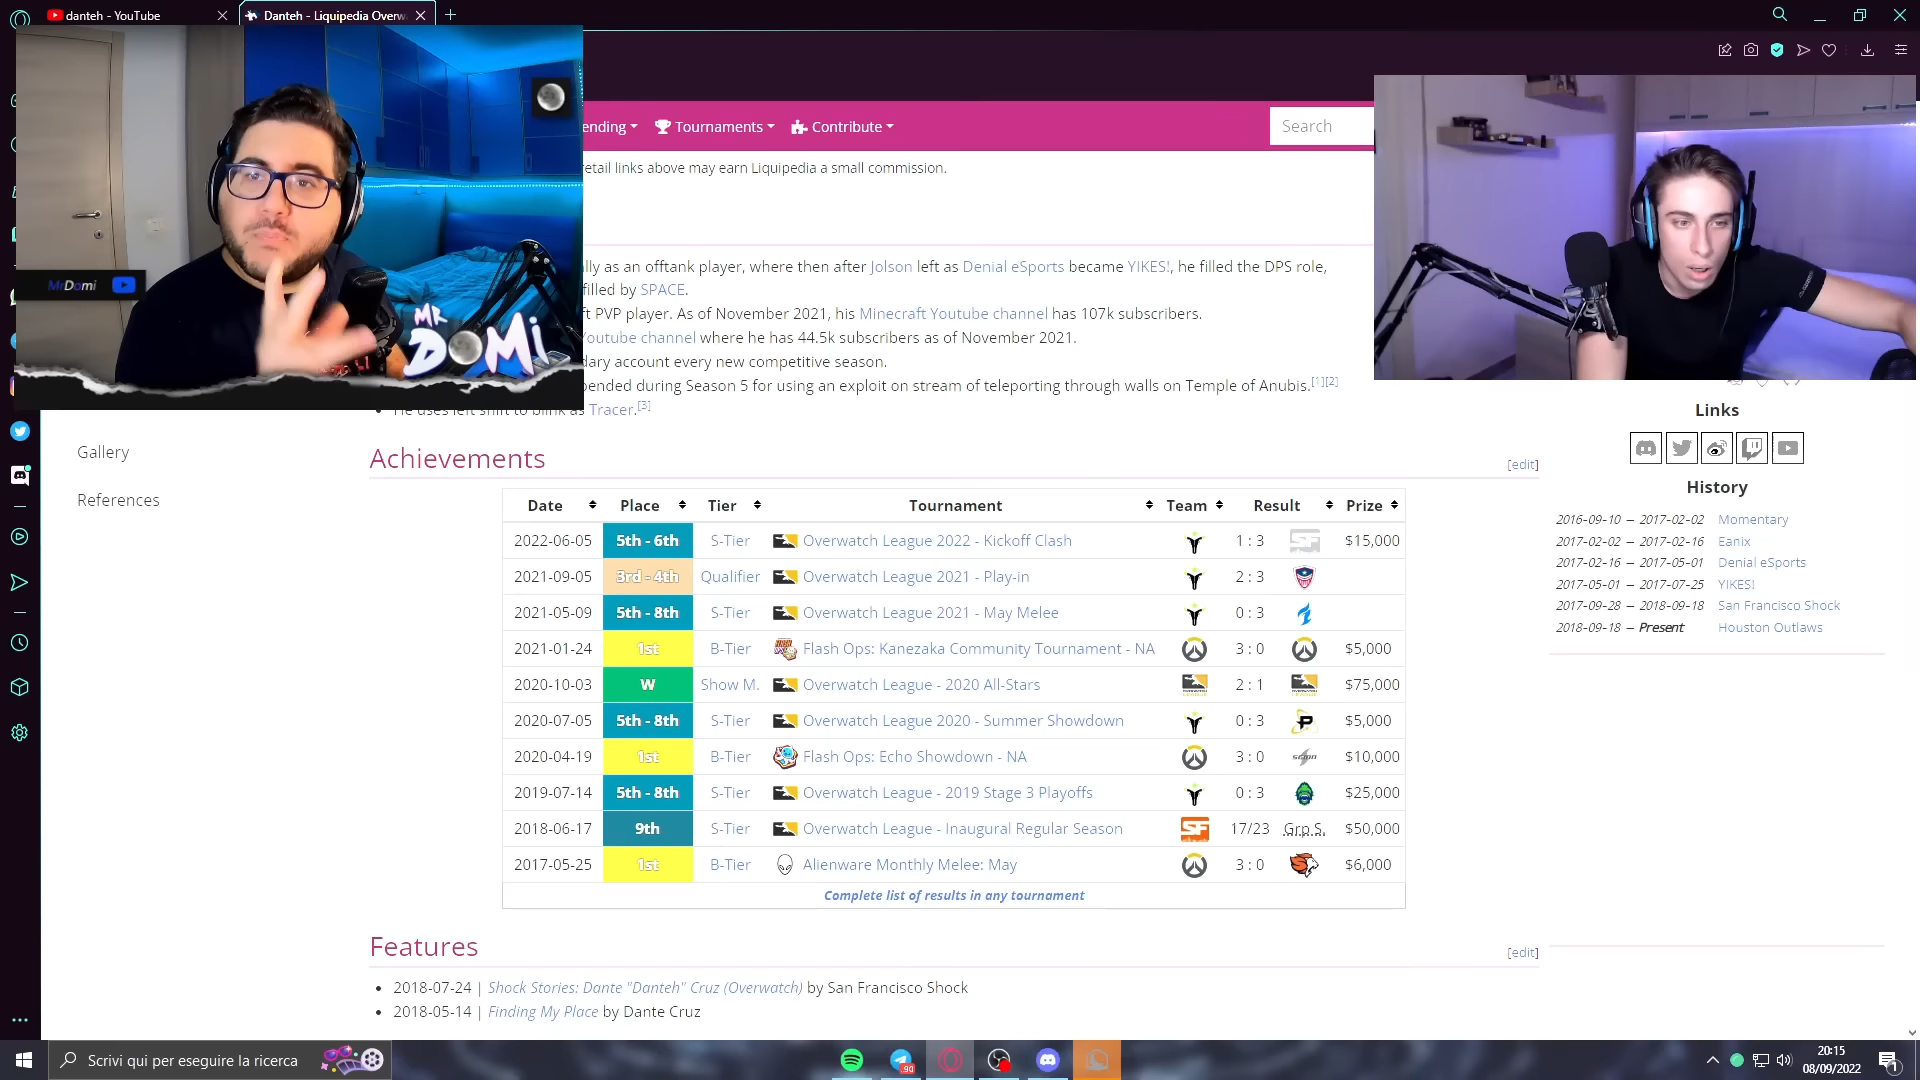 danteh - YouTube
Danteh - Liquipedia Overw
ending
Tournaments
Contribute
Search
etail links above may earn Liquipedia a small commission.
lly as an offtank player, where then after Jolson left as Denial eSports became YIKES!, he filled the DPS role,
filled by SPACE.
ft PVP player. As of November 2021, his Minecraft Youtube channel has 107k subscribers.
Youtube channel where he has 44.5k subscribers as of November 2021.
dary account every new competitive season.
pended during Season 5 for using an exploit on stream of teleporting through walls on Temple of Anubis.[1][2]
He uses left shift to blink as Tracer.[3]
MrDomi
MR
DOMI
Gallery
References
Achievements
[edit]
Date Place Tier Tournament Team Result Prize
2022-06-05 5th - 6th S-Tier Overwatch League 2022 - Kickoff Clash 1 : 3 SF $15,000
2021-09-05 3rd - 4th Qualifier Overwatch League 2021 - Play-in 2 : 3
2021-05-09 5th - 8th S-Tier Overwatch League 2021 - May Melee 0 : 3
2021-01-24 1st B-Tier Flash Ops: Kanezaka Community Tournament - NA 3 : 0 $5,000
2020-10-03 W Show M. Overwatch League - 2020 All-Stars 2 : 1 $75,000
2020-07-05 5th - 8th S-Tier Overwatch League 2020 - Summer Showdown 0 : 3 $5,000
2020-04-19 1st B-Tier Flash Ops: Echo Showdown - NA 3 : 0 $10,000
2019-07-14 5th - 8th S-Tier Overwatch League - 2019 Stage 3 Playoffs 0 : 3 $25,000
2018-06-17 9th S-Tier Overwatch League - Inaugural Regular Season SF 17/23 Grp S. $50,000
2017-05-25 1st B-Tier Alienware Monthly Melee: May 3 : 0 $6,000
Complete list of results in any tournament
Features
[edit]
2018-07-24 | Shock Stories: Dante "Danteh" Cruz (Overwatch) by San Francisco Shock
2018-05-14 | Finding My Place by Dante Cruz
Links
History
2016-09-10 — 2017-02-02 Momentary
2017-02-02 — 2017-02-16 Eanix
2017-02-16 — 2017-05-01 Denial eSports
2017-05-01 — 2017-07-25 YIKES!
2017-09-28 — 2018-09-18 San Francisco Shock
2018-09-18 — Present Houston Outlaws
Scrivi qui per eseguire la ricerca
90
20:15
08/09/2022
1